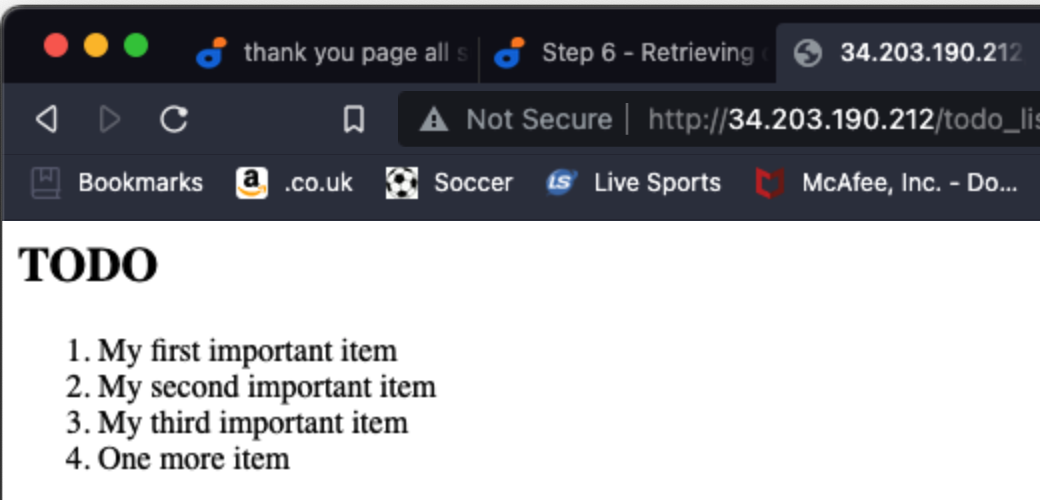 thank you page all
Step 6 - Retrieving
34.203.190.212
Not Secure | http://34.203.190.212/todo_lis
Bookmarks
a .co.uk
Soccer
LS Live Sports
McAfee, Inc. - Do...
TODO
1. My first important item
2. My second important item
3. My third important item
4. One more item